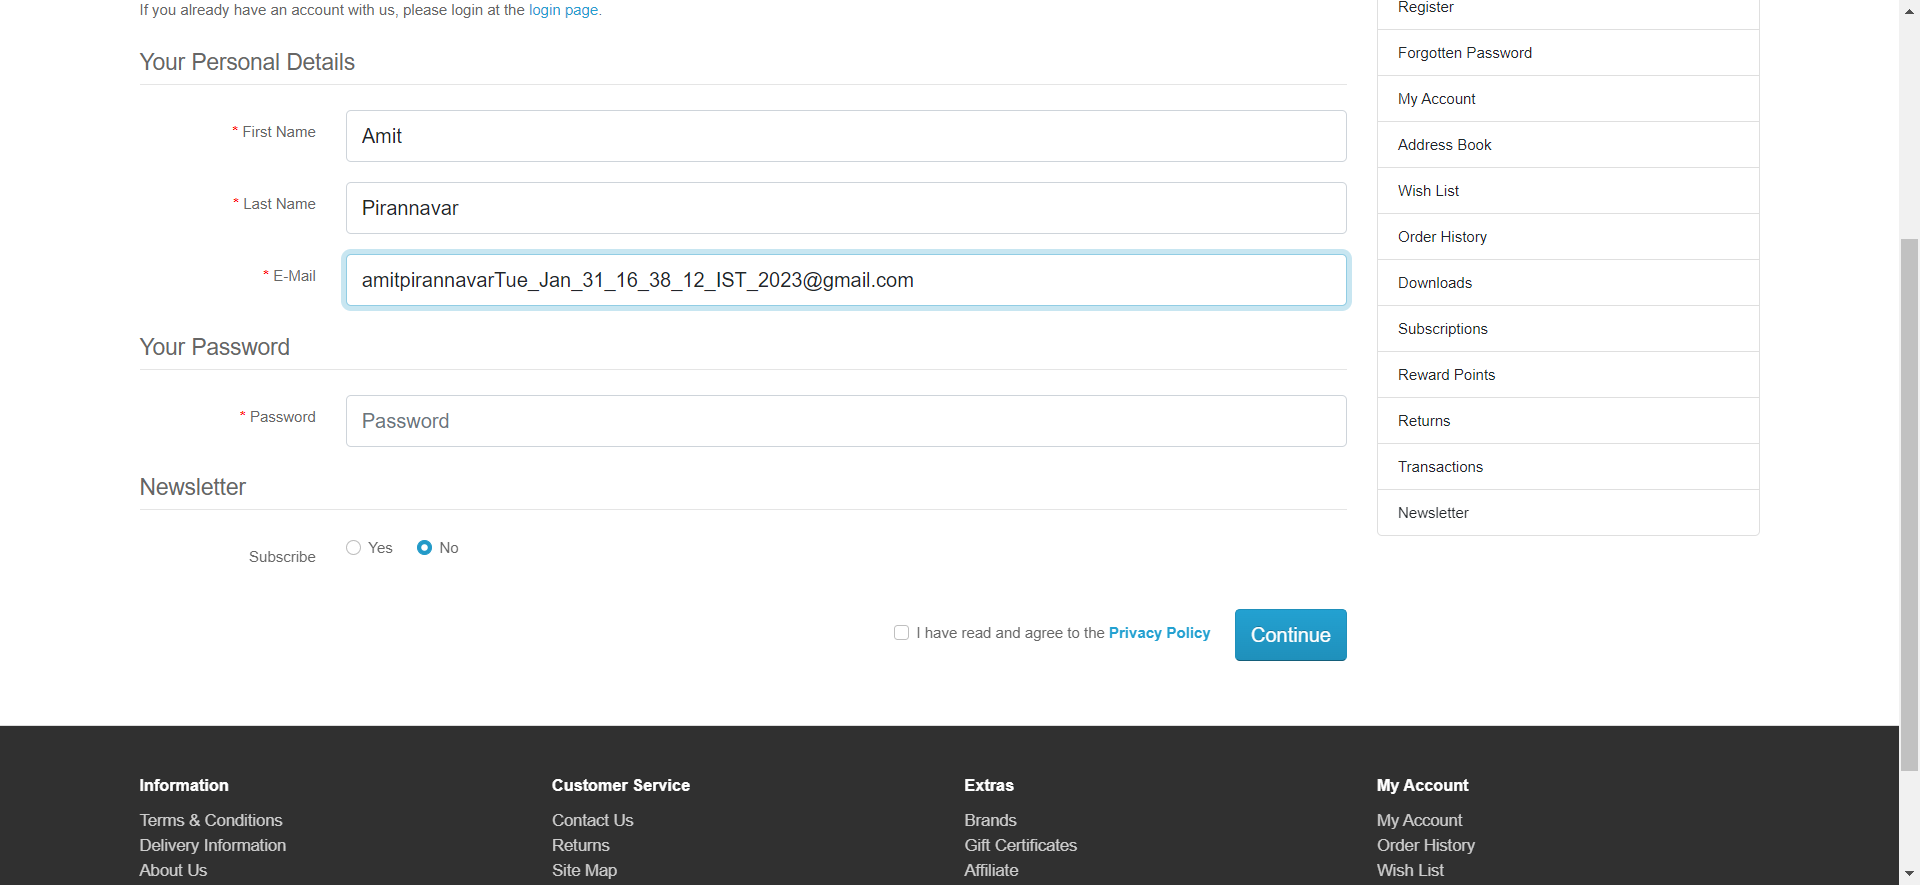 If you already have an account with us, please login at the login page.
Your Personal Details
* First Name
Amit
* Last Name
Pirannavar
* E-Mail
amitpirannavarTue_Jan_31_16_38_12_IST_2023@gmail.com
Your Password
* Password
Password
Newsletter
Subscribe
Yes
No
I have read and agree to the Privacy Policy
Continue
Register
Forgotten Password
My Account
Address Book
Wish List
Order History
Downloads
Subscriptions
Reward Points
Returns
Transactions
Newsletter
Information
Terms & Conditions
Delivery Information
About Us
Customer Service
Contact Us
Returns
Site Map
Extras
Brands
Gift Certificates
Affiliate
My Account
My Account
Order History
Wish List